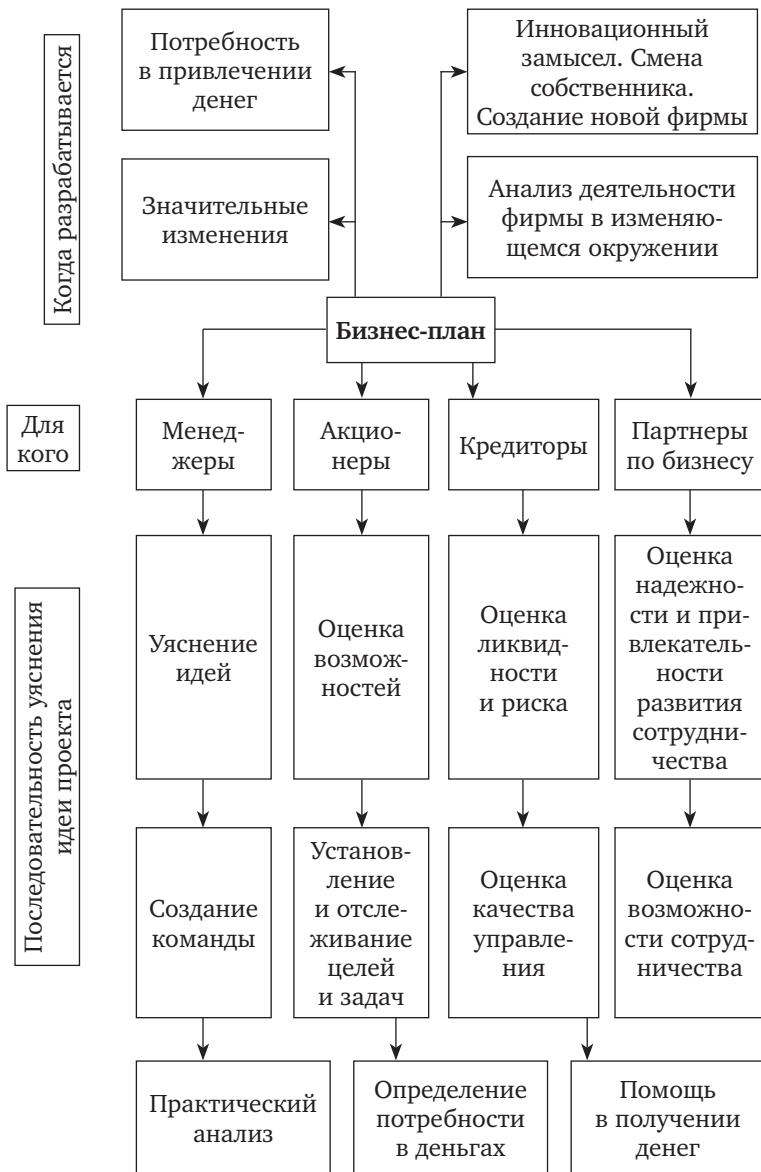 Когда разрабатывается
Потребность
в привлечении
денег
Инновационный
замысел. Смена
собственника.
Создание новой фирмы
Значительные
изменения
Анализ деятельности
фирмы в изменяю-
щемся окружении
Бизнес-план
Для
кого
Менед-
жеры
Акцио-
неры
Кредиторы
Партнеры
по бизнесу
Последовательность уяснения
идеи проекта
Уяснение
идей
Оценка
возмож-
ностей
Оценка
ликвид-
ности
и риска
Оценка
надежно-
сти и при-
влекатель-
ности
развития
сотрудни-
чества
Создание
команды
Установ-
ление
и отсле-
живание
целей
и задач
Оценка
качества
управле-
ния
Оценка
возможно-
сти сотруд-
ничества
Практический
анализ
Определение
потребности
в деньгах
Помощь
в получении
денег